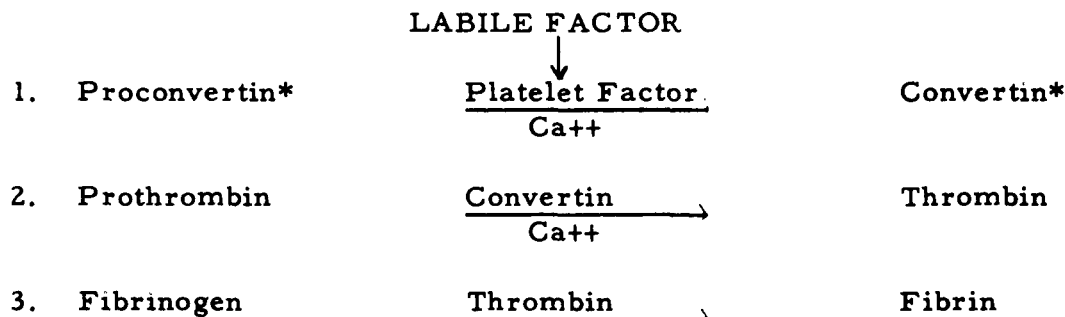 LABILE FACTOR
1. Proconvertin* Platelet Factor Convertin*
Ca++
2. Prothrombin Convertin Thrombin
Ca++
3. Fibrinogen Thrombin Fibrin